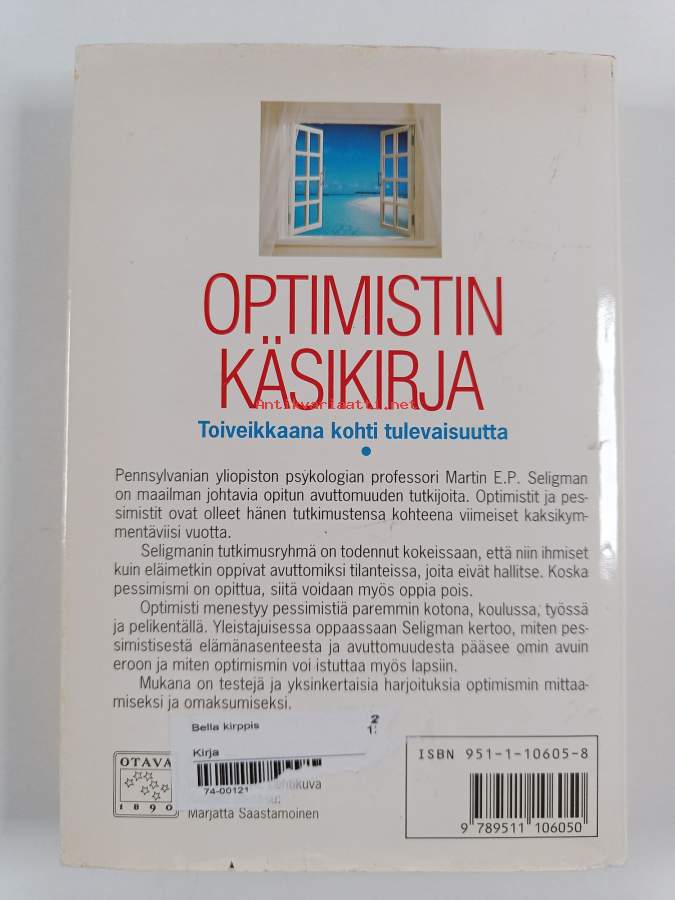 OPTIMISTIN
KÄSIKIRJA
Antikvariaatti.net
Toiveikkaana kohti tulevaisuutta
Pennsylvanian yliopiston psykologian professori Martin E.P. Seligman
on maailman johtavia opitun avuttomuuden tutkijoita. Optimistit ja pes-
simistit ovat olleet hänen tutkimustensa kohteena viimeiset kaksikym-
mentäviisi vuotta.
Seligmanin tutkimusryhmä on todennut kokeissaan, että niin ihmiset
kuin eläimetkin oppivat avuttomiksi tilanteissa, joita eivät hallitse. Koska
pessimismi on opittua, siitä voidaan myös oppia pois.
Optimisti menestyy pessimistiä paremmin kotona, koulussa, työssä
ja pelikentällä. Yleistajuisessa oppaassaan Seligman kertoo, miten pes-
simistisestä elämänasenteesta ja avuttomuudesta pääsee omin avuin
eroon ja miten optimismin voi istuttaa myös lapsiin.
Mukana on testejä ja yksinkertaisia harjoituksia optimismin mittaa-
miseksi ja omaksumiseksi.
Bella kirppis
Kirja
74-00121
OTAVA
1890
Marjatta Saastamoinen
ISBN 951-1-10605-8
9 789511 106050